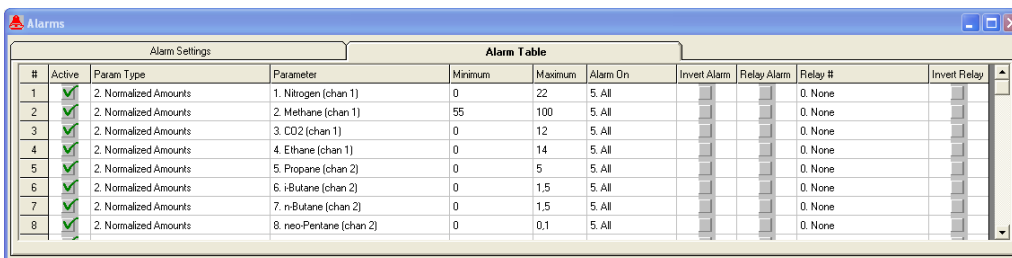 Alarms
Alarm Settings Alarm Table
# Active Param Type Parameter Minimum Maximum Alarm On Invert Alarm Relay Alarm Relay # Invert Relay
1 2. Normalized Amounts 1. Nitrogen (chan 1) 0 22 5. All 0. None
2 2. Normalized Amounts 2. Methane (chan 1) 55 100 5. All 0. None
3 2. Normalized Amounts 3. CO2 (chan 1) 0 12 5. All 0. None
4 2. Normalized Amounts 4. Ethane (chan 1) 0 14 5. All 0. None
5 2. Normalized Amounts 5. Propane (chan 2) 0 5 5. All 0. None
6 2. Normalized Amounts 6. i-Butane (chan 2) 0 1,5 5. All 0. None
7 2. Normalized Amounts 7. n-Butane (chan 2) 0 1,5 5. All 0. None
8 2. Normalized Amounts 8. neo-Pentane (chan 2) 0 0,1 5. All 0. None